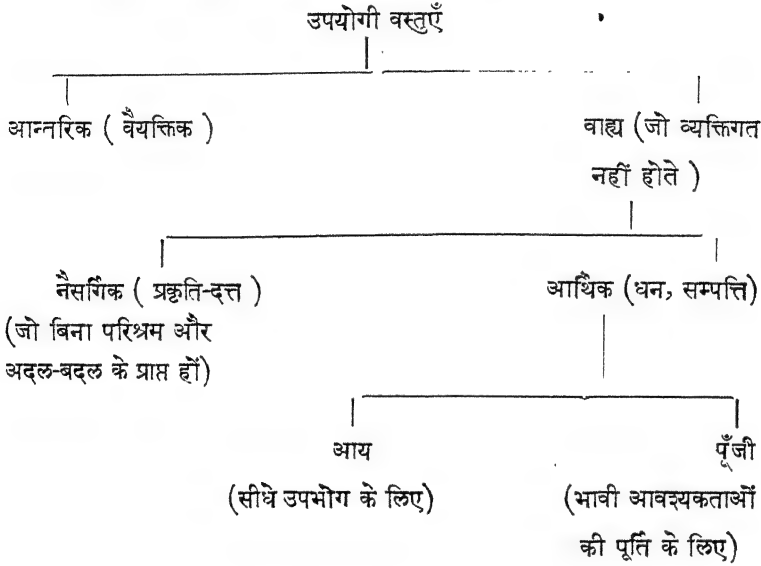 उपयोगी वस्तुएँ
आन्तरिक ( वैयक्तिक )
वाह्य (जो व्यक्तिगत
नहीं होते )
नैसर्गिक ( प्रकृति-दत्त )
(जो बिना परिश्रम और
अदल-बदल के प्राप्त हों)
आर्थिक (धन, सम्पत्ति)
आय
(सीधे उपभोग के लिए)
पूँजी
(भावी आवश्यकताओं
की पूर्ति के लिए)